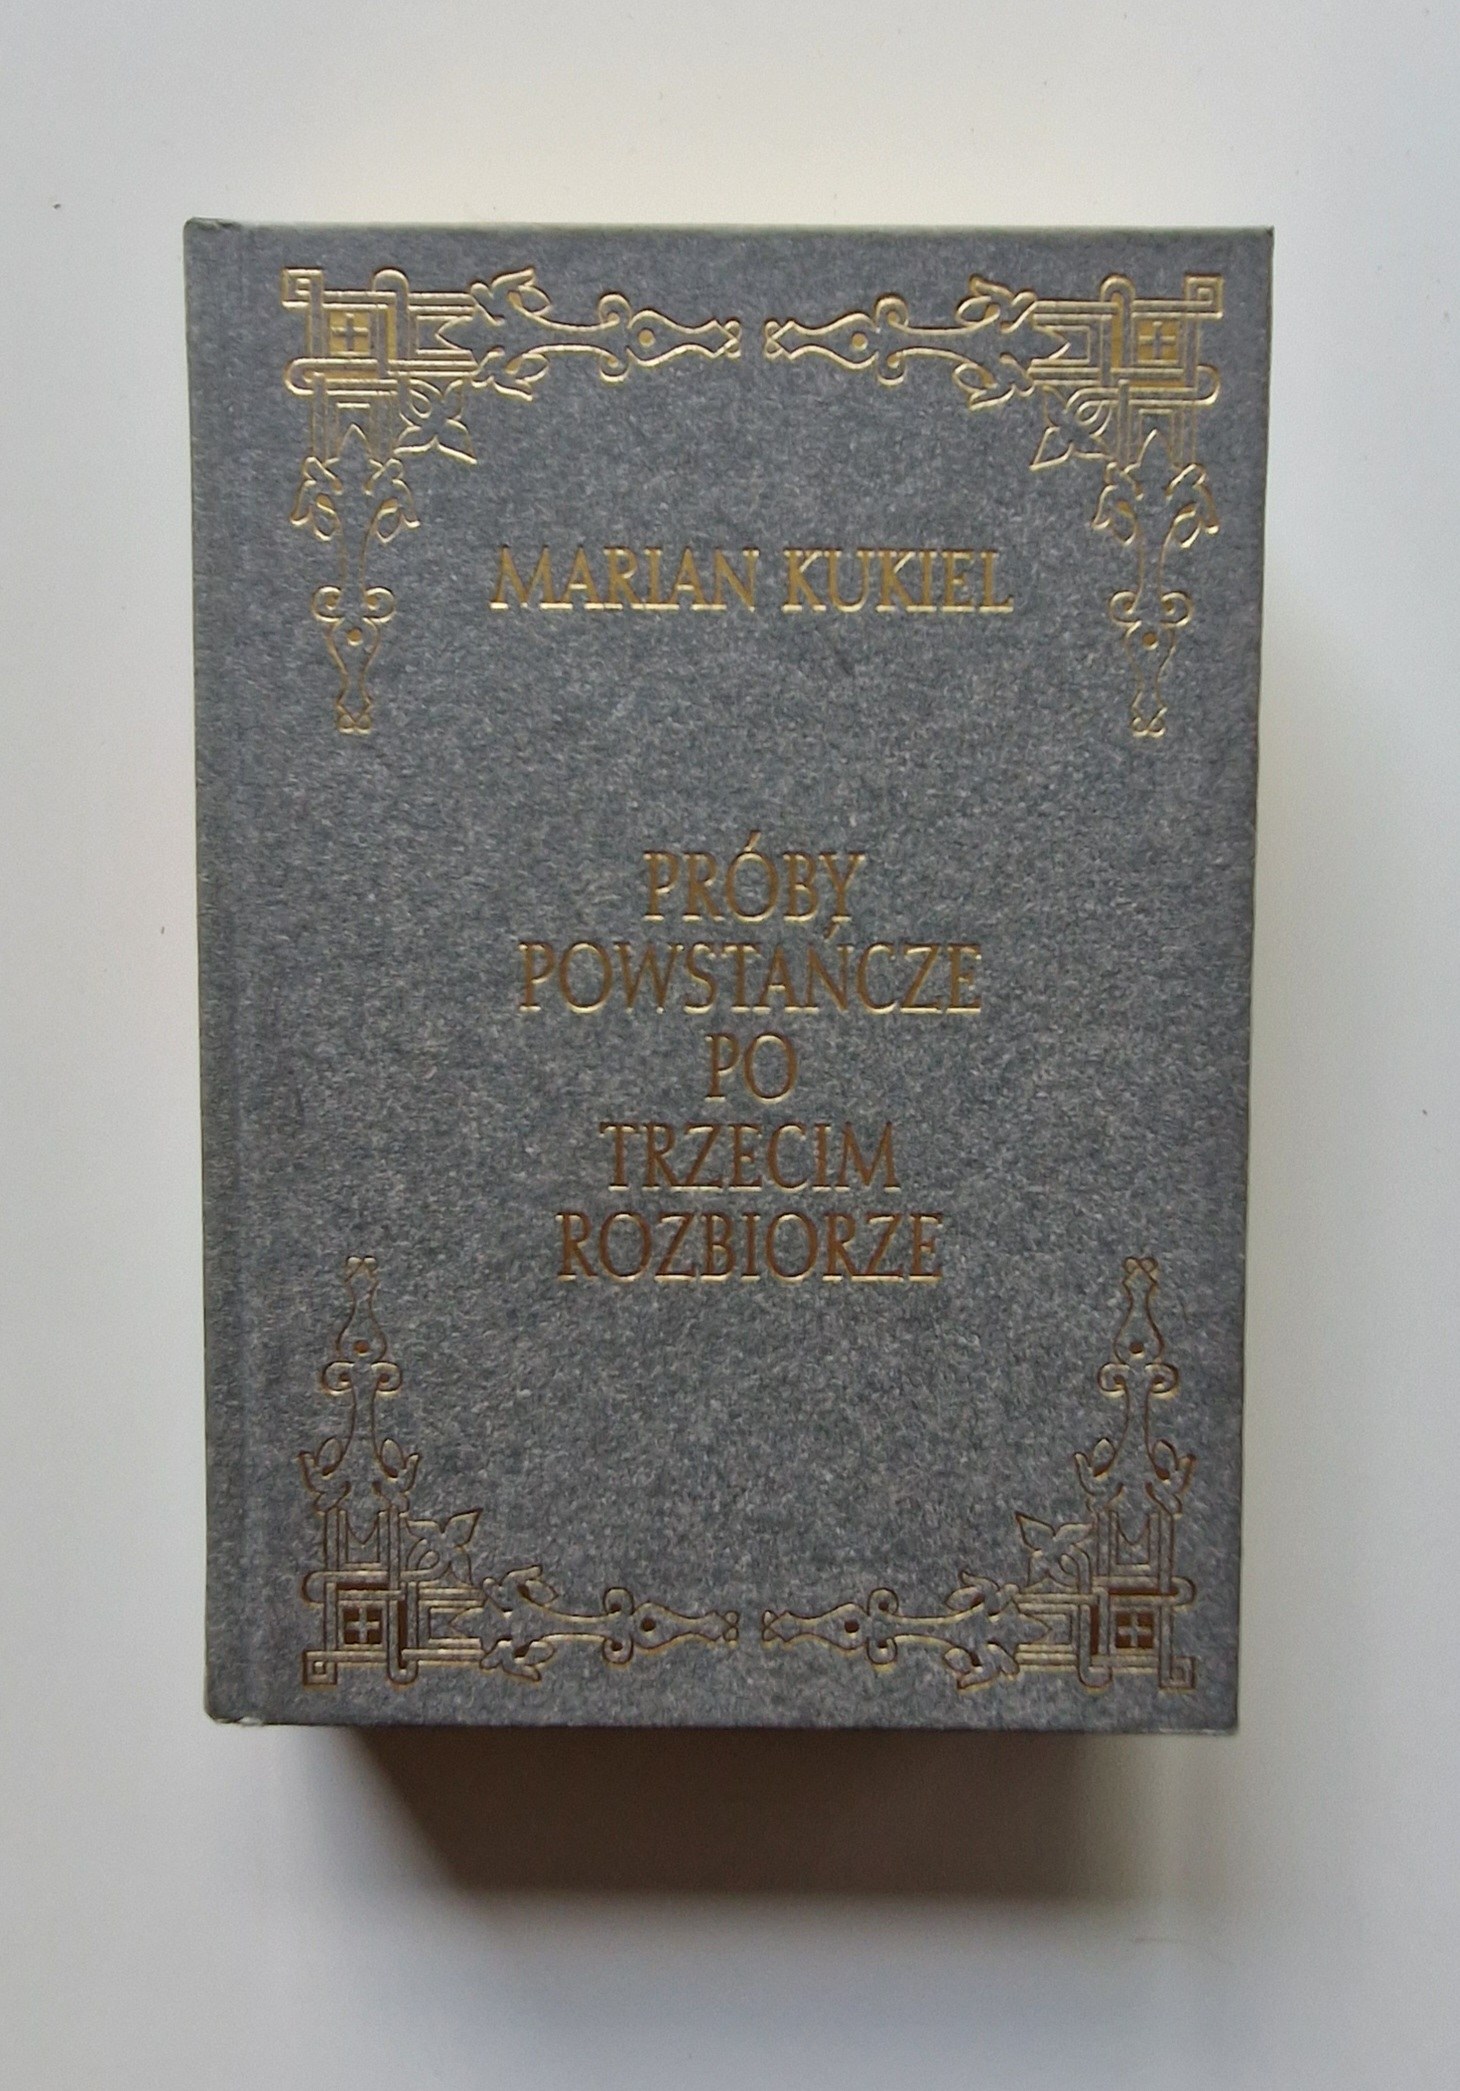 MARIAN KUKIEL
PRÓBY
POWSTAŃCZE
PO
TRZECIM
ROZBIORZE